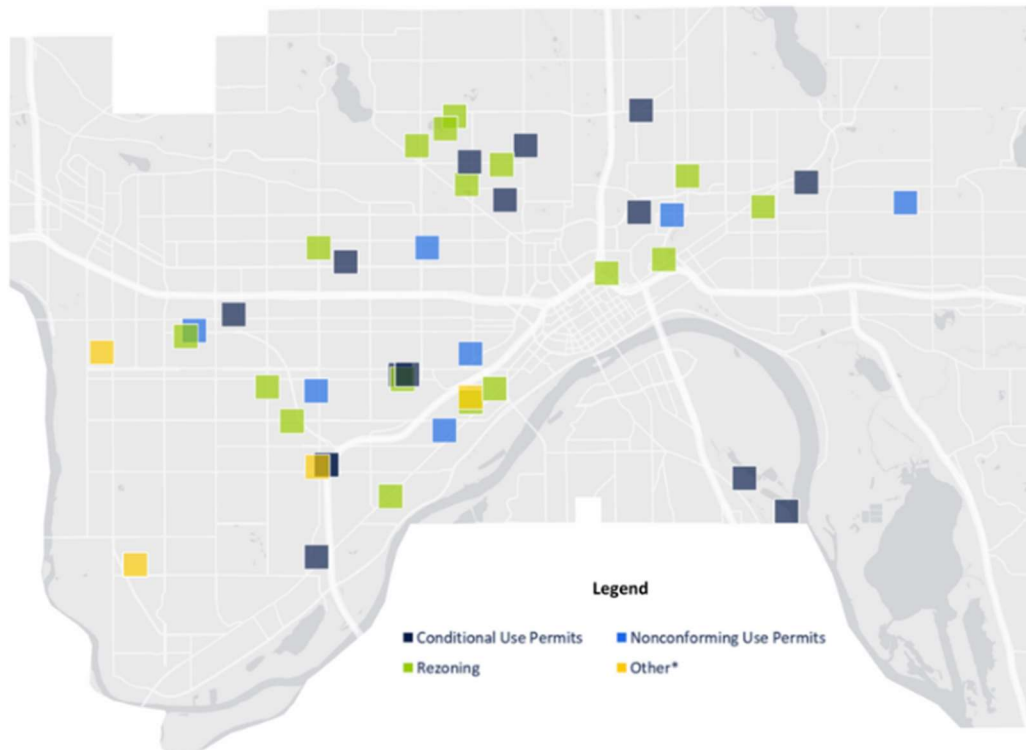 Legend
Conditional Use Permits
Nonconforming Use Permits
Rezoning
Other*